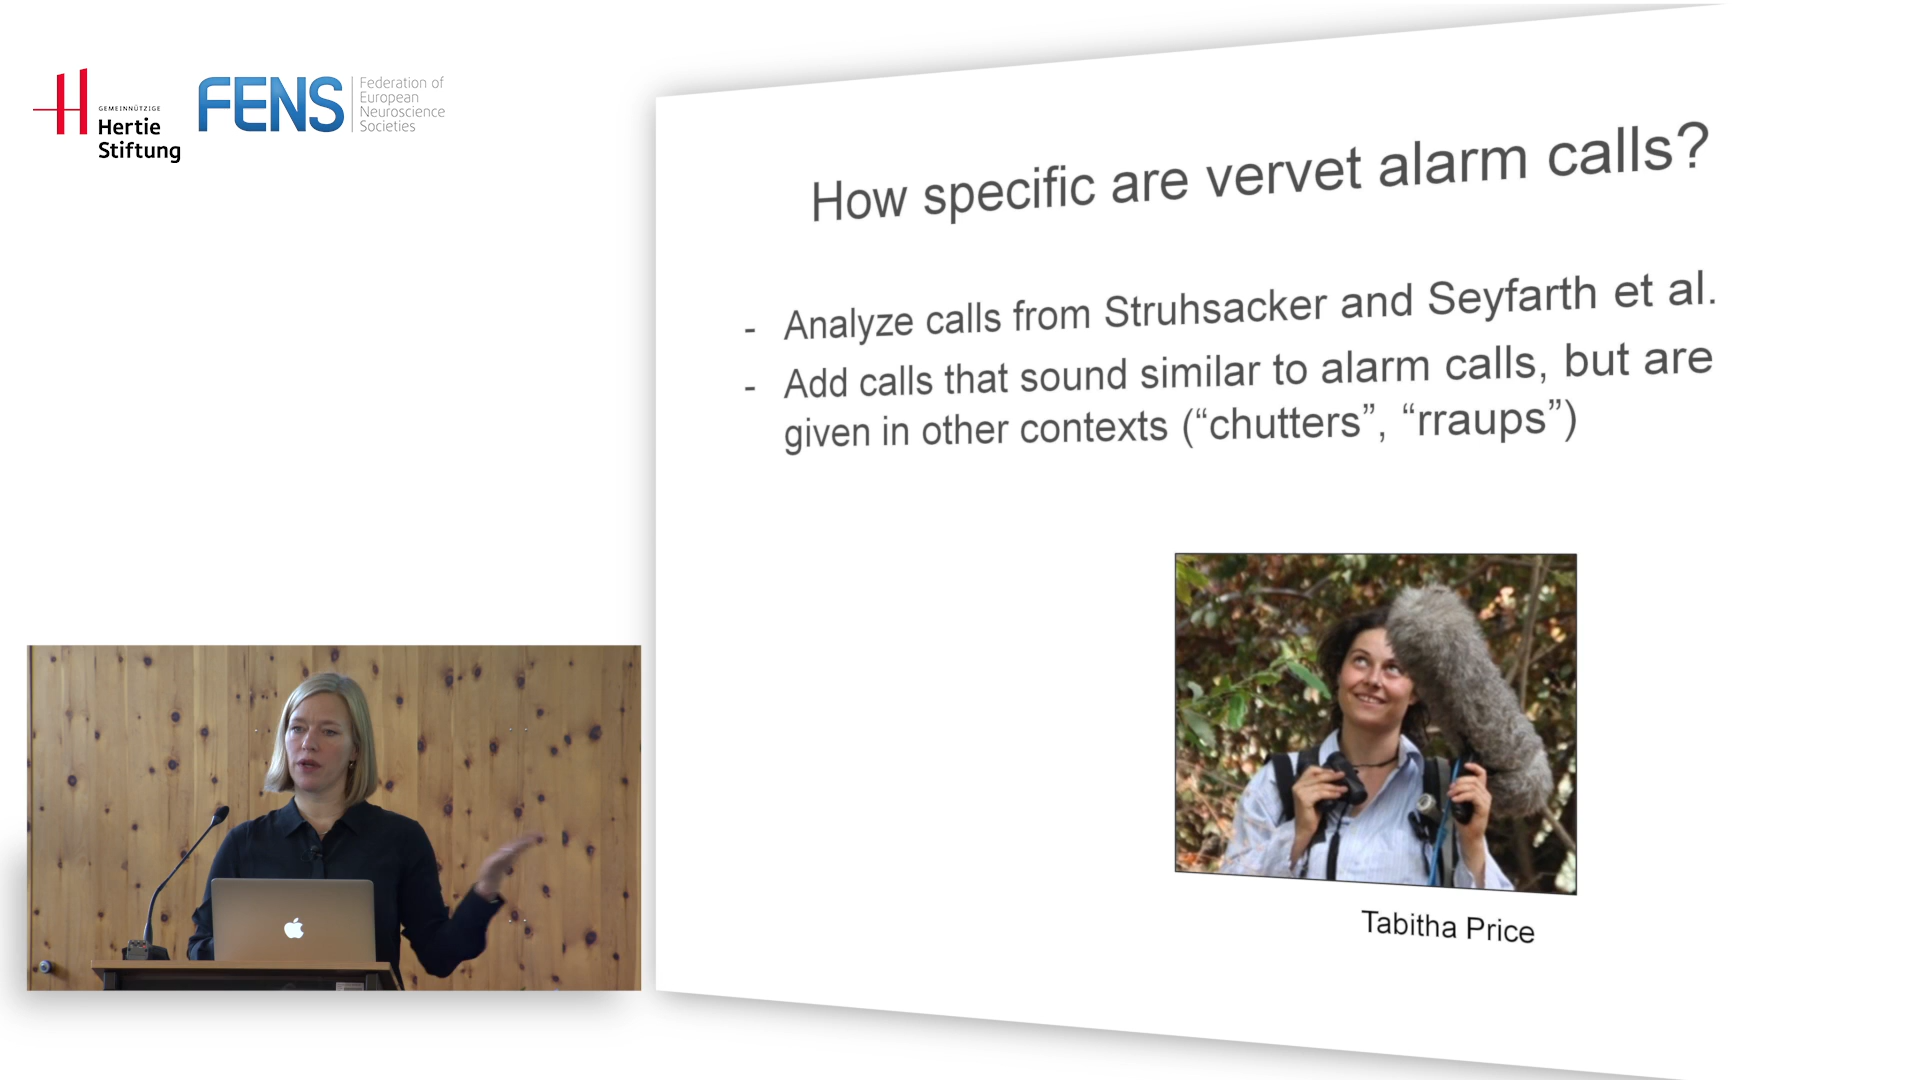 GEMEINNÜTZIGE
Hertie
Stiftung
FENS
Federation of
European
Neuroscience
Societies
How specific are vervet alarm calls?
- Analyze calls from Struhsacker and Seyfarth et al.
- Add calls that sound similar to alarm calls, but are
given in other contexts (“chutters”, “rraups”)
Tabitha Price